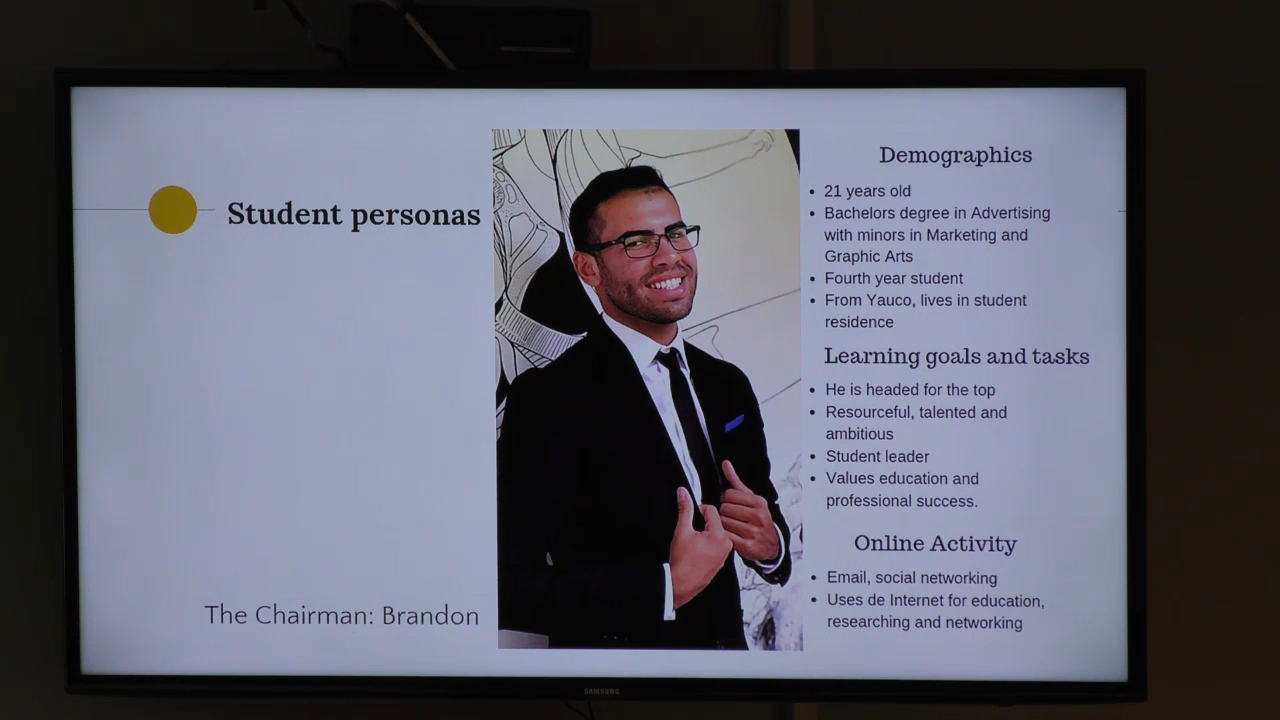 Student personas
The Chairman: Brandon
Demographics
• 21 years old
• Bachelors degree in Advertising
with minors in Marketing and
Graphic Arts
• Fourth year student
• From Yauco, lives in student
residence
Learning goals and tasks
• He is headed for the top
• Resourceful, talented and
ambitious
• Student leader
• Values education and
professional success.
Online Activity
• Email, social networking
• Uses de Internet for education,
researching and networking
SAMSUNG